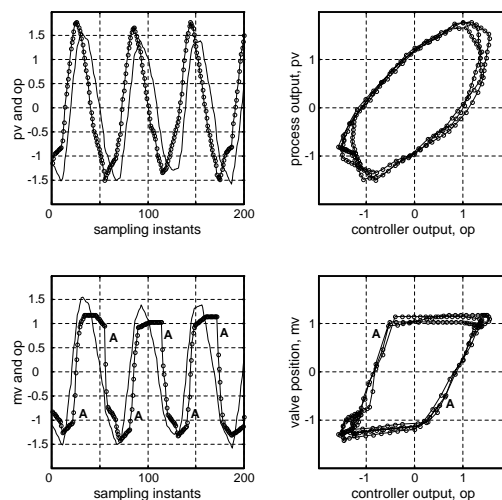 pv and op
1.5
1
0.5
0
-0.5
-1
-1.5
0
100
200
sampling instants
process output, pv
1
0
-1
-1
0
1
controller output, op
mv and op
1.5
1
0.5
0
-0.5
-1
-1.5
A
A
A
A
A
A
0
100
200
sampling instants
valve position, mv
1
0
-1
A
A
-1
0
1
controller output, op